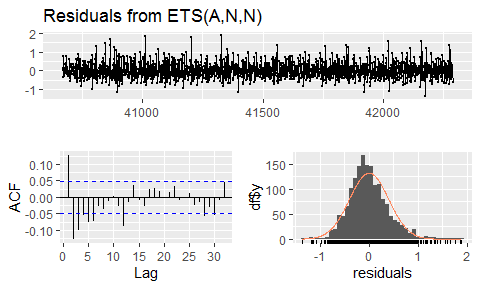 Residuals from ETS(A,N,N)
2
1
0
-1
41000 41500 42000
ACF
0.10
0.05
0.00
-0.05
-0.10
0 5 10 15 20 25 30
Lag
df$y
150
100
50
0
-1 0 1 2
residuals